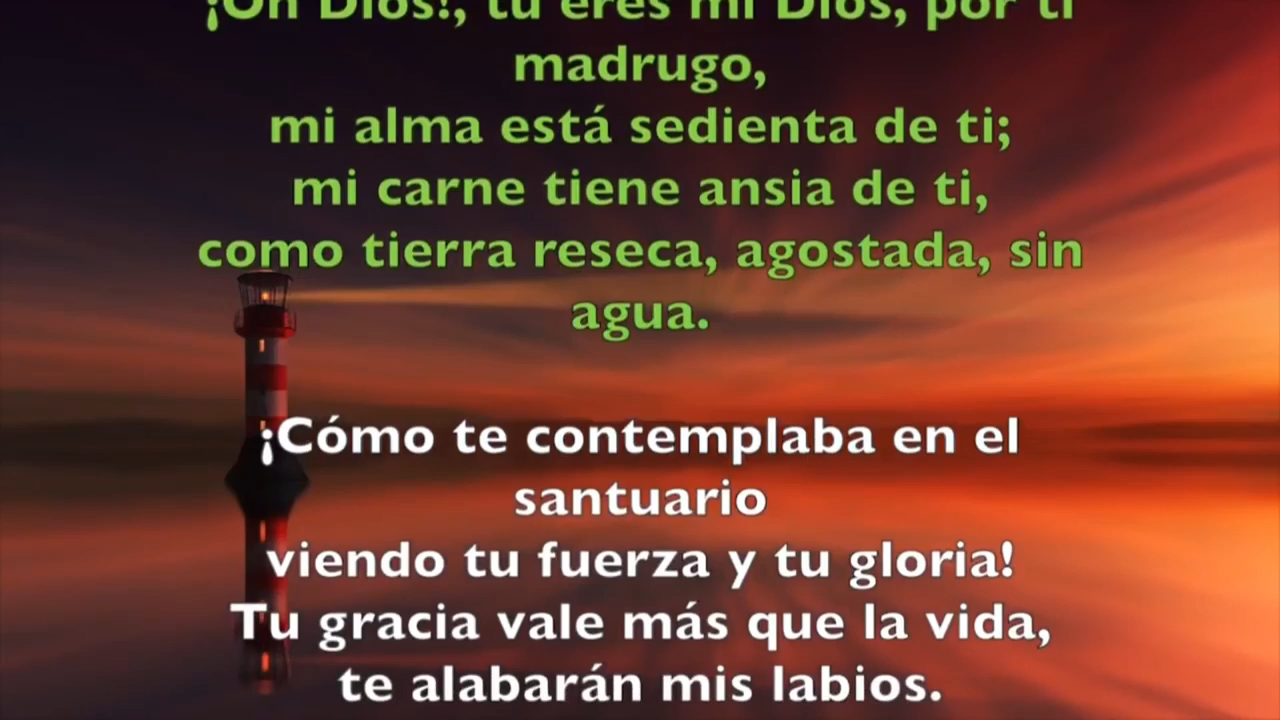 ¡Oh Dios!, tú eres mi Dios, por ti
madrugo,
mi alma está sedienta de ti;
mi carne tiene ansia de ti,
como tierra reseca, agostada, sin
agua.
¡Cómo te contemplaba en el
santuario
viendo tu fuerza y tu gloria!
Tu gracia vale más que la vida,
te alabarán mis labios.